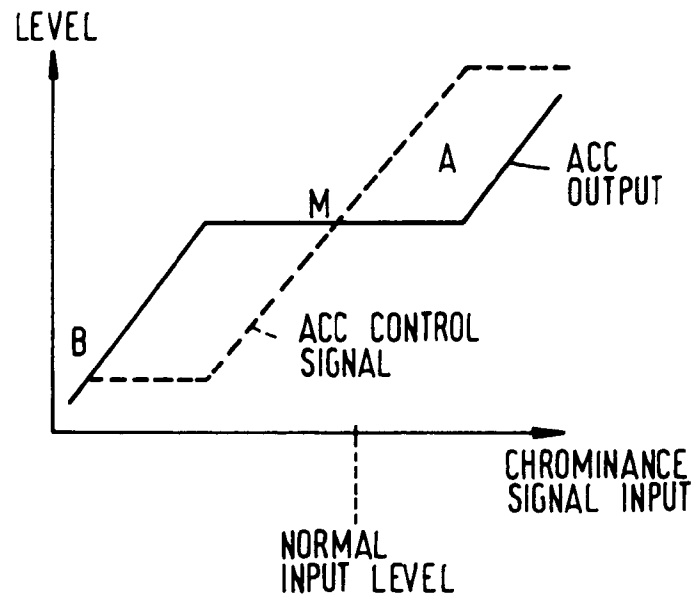 LEVEL
A
ACC
OUTPUT
M
B
ACC CONTROL
SIGNAL
CHROMINANCE
SIGNAL INPUT
NORMAL
INPUT LEVEL